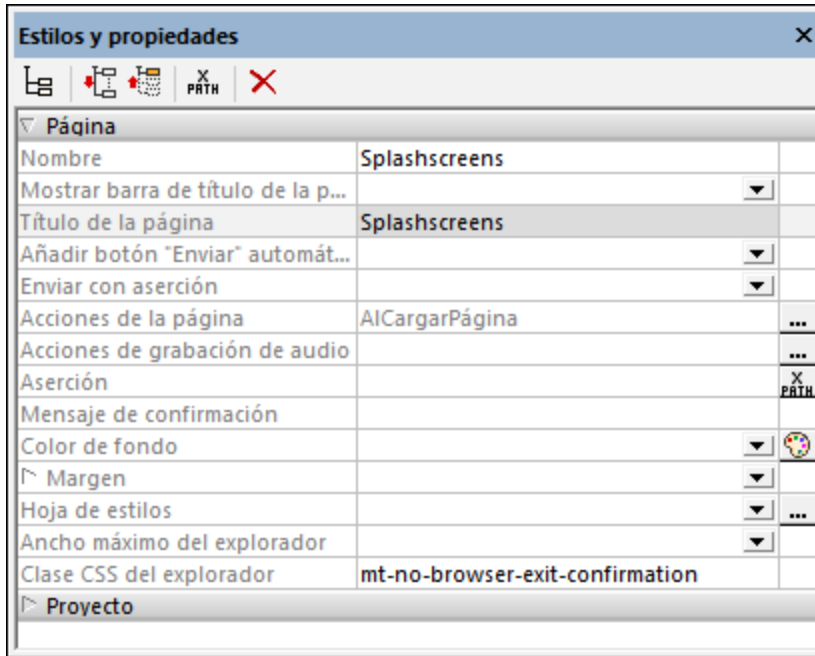 Estilos y propiedades
X PATH
Página
Nombre Splashscreens
Mostrar barra de título de la p...
Título de la página Splashscreens
Añadir botón "Enviar" automát...
Enviar con aserción
Acciones de la página AlCargarPágina ...
Acciones de grabación de audio ...
Aserción X PATH
Mensaje de confirmación
Color de fondo
Margen
Hoja de estilos ...
Ancho máximo del explorador
Clase CSS del explorador mt-no-browser-exit-confirmation
Proyecto